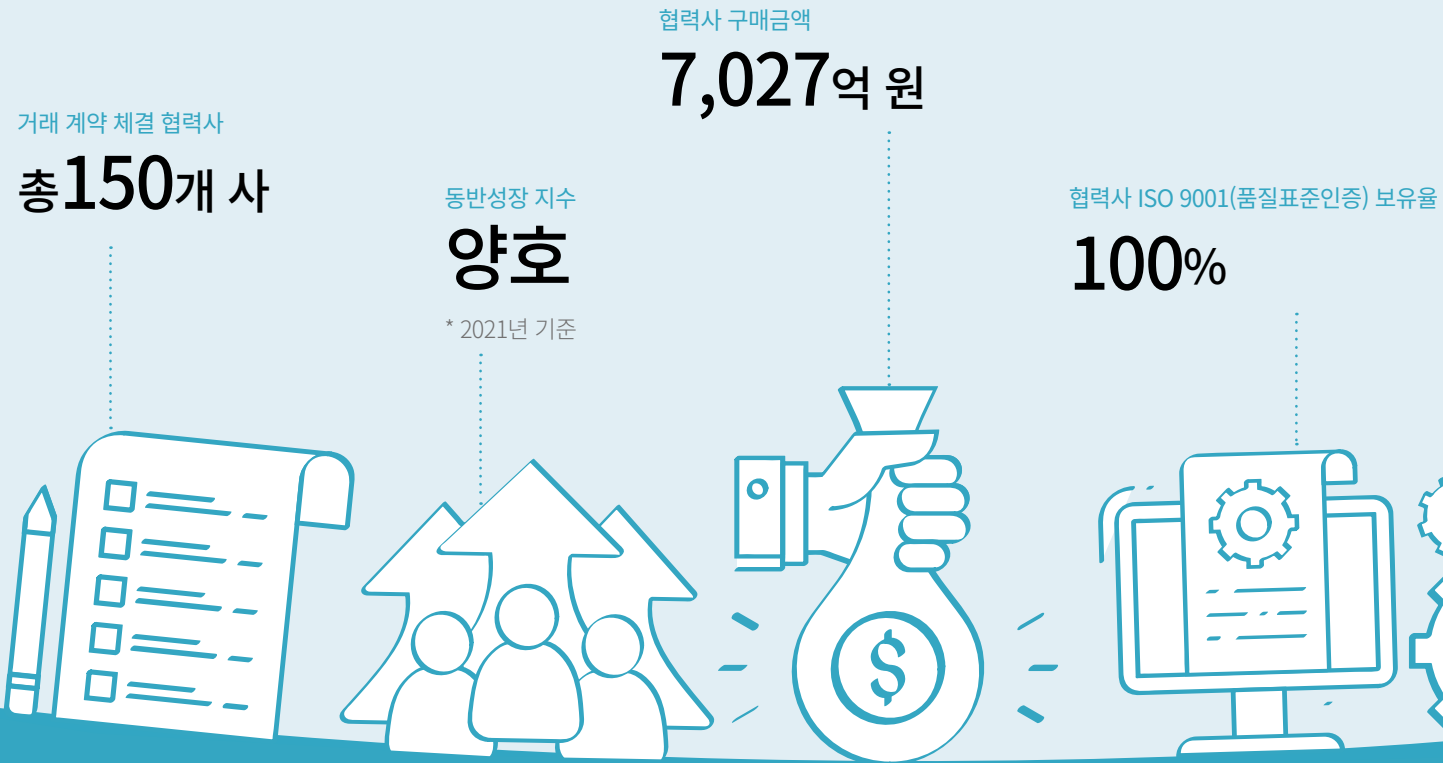 협력사 구매금액
7,027억 원
거래 계약 체결 협력사
총150개 사
동반성장 지수
양호
* 2021년 기준
협력사 ISO 9001(품질표준인증) 보유율
100%
$